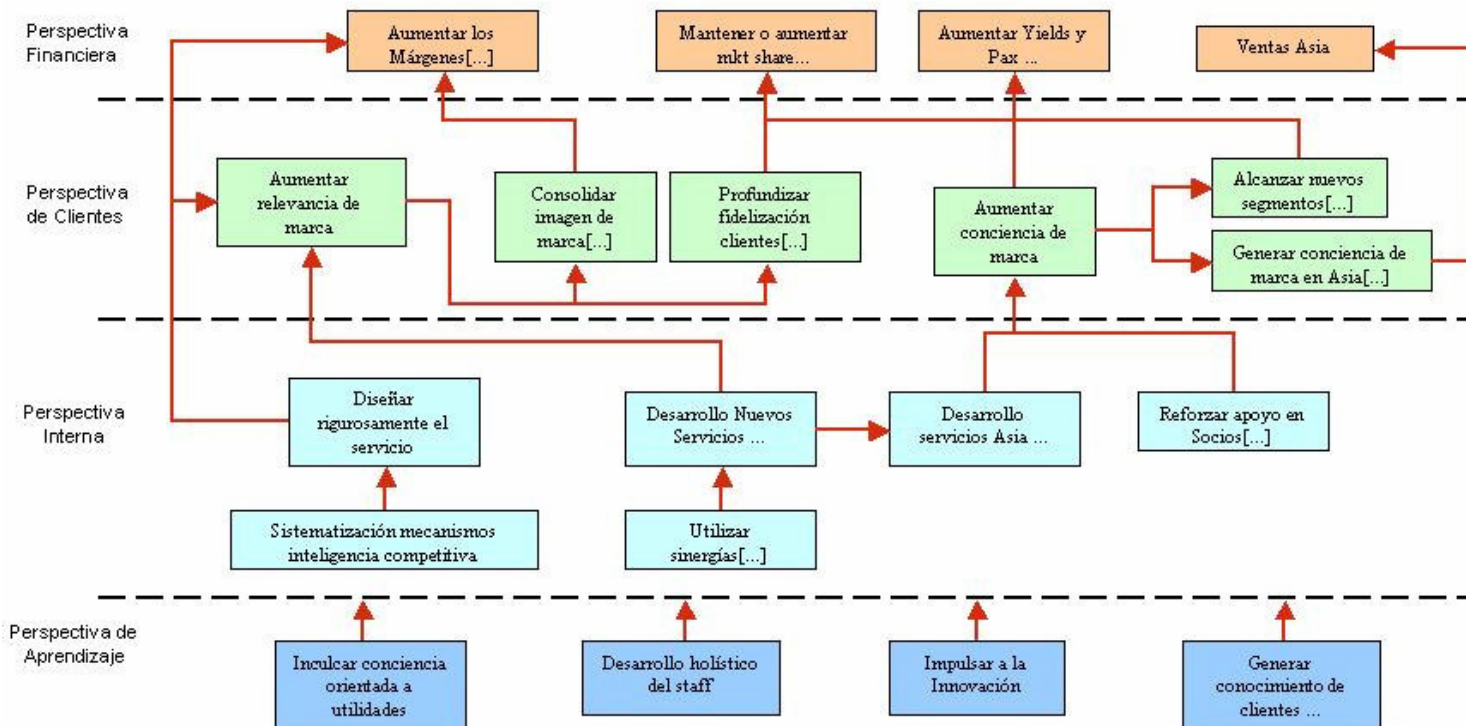 Perspectiva
Financiera
Aumentar los
Márgenes[...]
Mantener o aumentar
mkt share...
Aumentar Yields y
Pax ...
Ventas Asia
Perspectiva
de Clientes
Aumentar
relevancia de
marca
Consolidar
imagen de
marca[...]
Profundizar
fidelización
clientes[...]
Aumentar
conciencia de
marca
Alcanzar nuevos
segmentos[...]
Generar conciencia de
marca en Asia[...]
Perspectiva
Interna
Diseñar
rigurosamente el
servicio
Desarrollo Nuevos
Servicios ...
Desarrollo
servicios Asia ...
Reforzar apoyo en
Socios[...]
Sistematización mecanismos
inteligencia competitiva
Utilizar
sinergías[...]
Perspectiva de
Aprendizaje
Inculcar conciencia
orientada a
utilidades
Desarrollo holístico
del staff
Impulsar a la
Innovación
Generar
conocimiento de
clientes ...